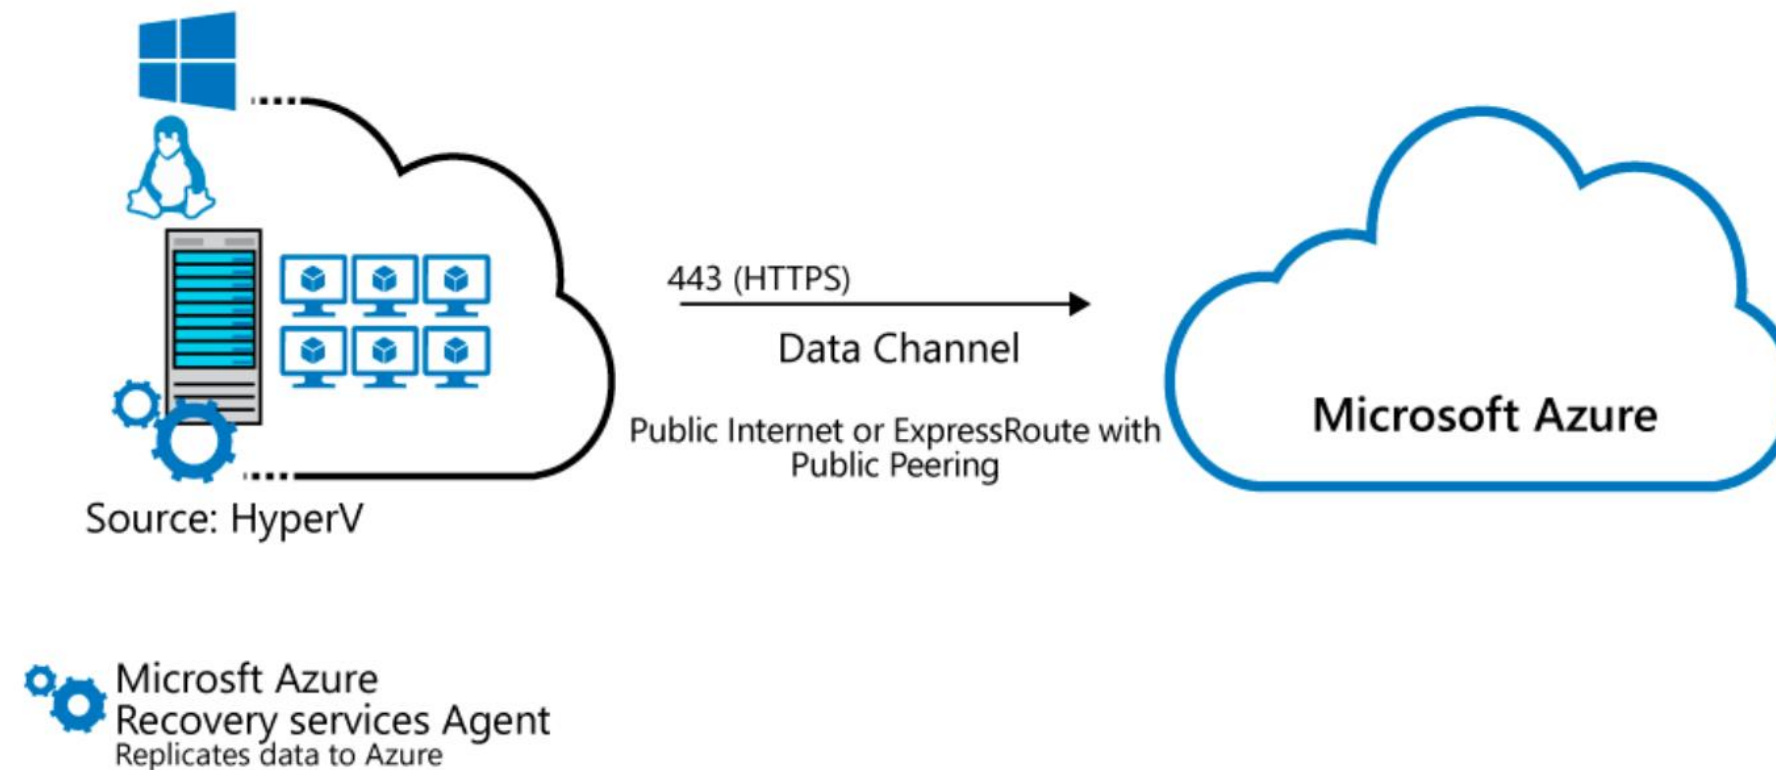 443 (HTTPS)
Data Channel
Microsoft Azure
Public Internet or ExpressRoute with
Public Peering
Source: HyperV
Microsft Azure
Recovery services Agent
Replicates data to Azure